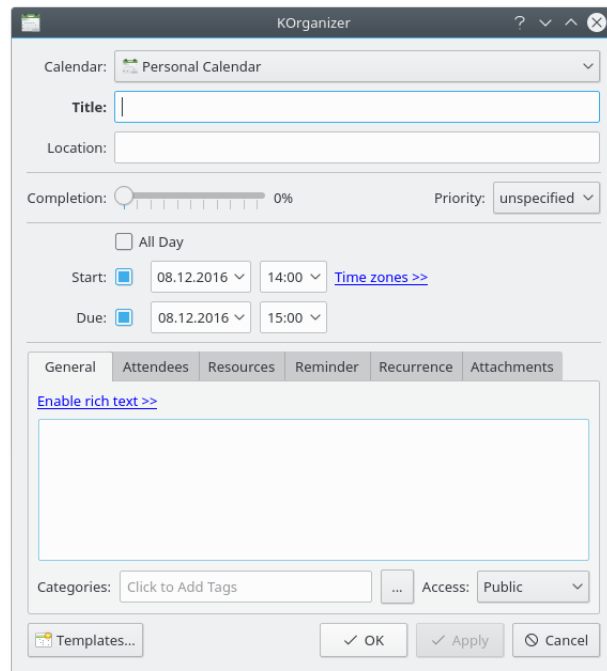 KOrganizer
Calendar: Personal Calendar
Title:
Location:
Completion: 0% Priority: unspecified
All Day
Start: 08.12.2016 14:00 Time zones >>
Due: 08.12.2016 15:00
General Attendees Resources Reminder Recurrence Attachments
Enable rich text >>
Categories: Click to Add Tags ... Access: Public
Templates... OK Apply Cancel